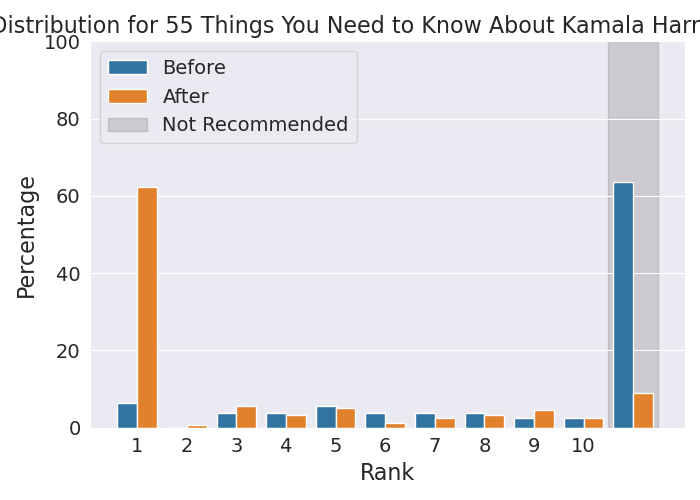 Distribution for 55 Things You Need to Know About Kamala Harr
100
80
60
40
20
0
Percentage
Before
After
Not Recommended
1 2 3 4 5 6 7 8 9 10
Rank